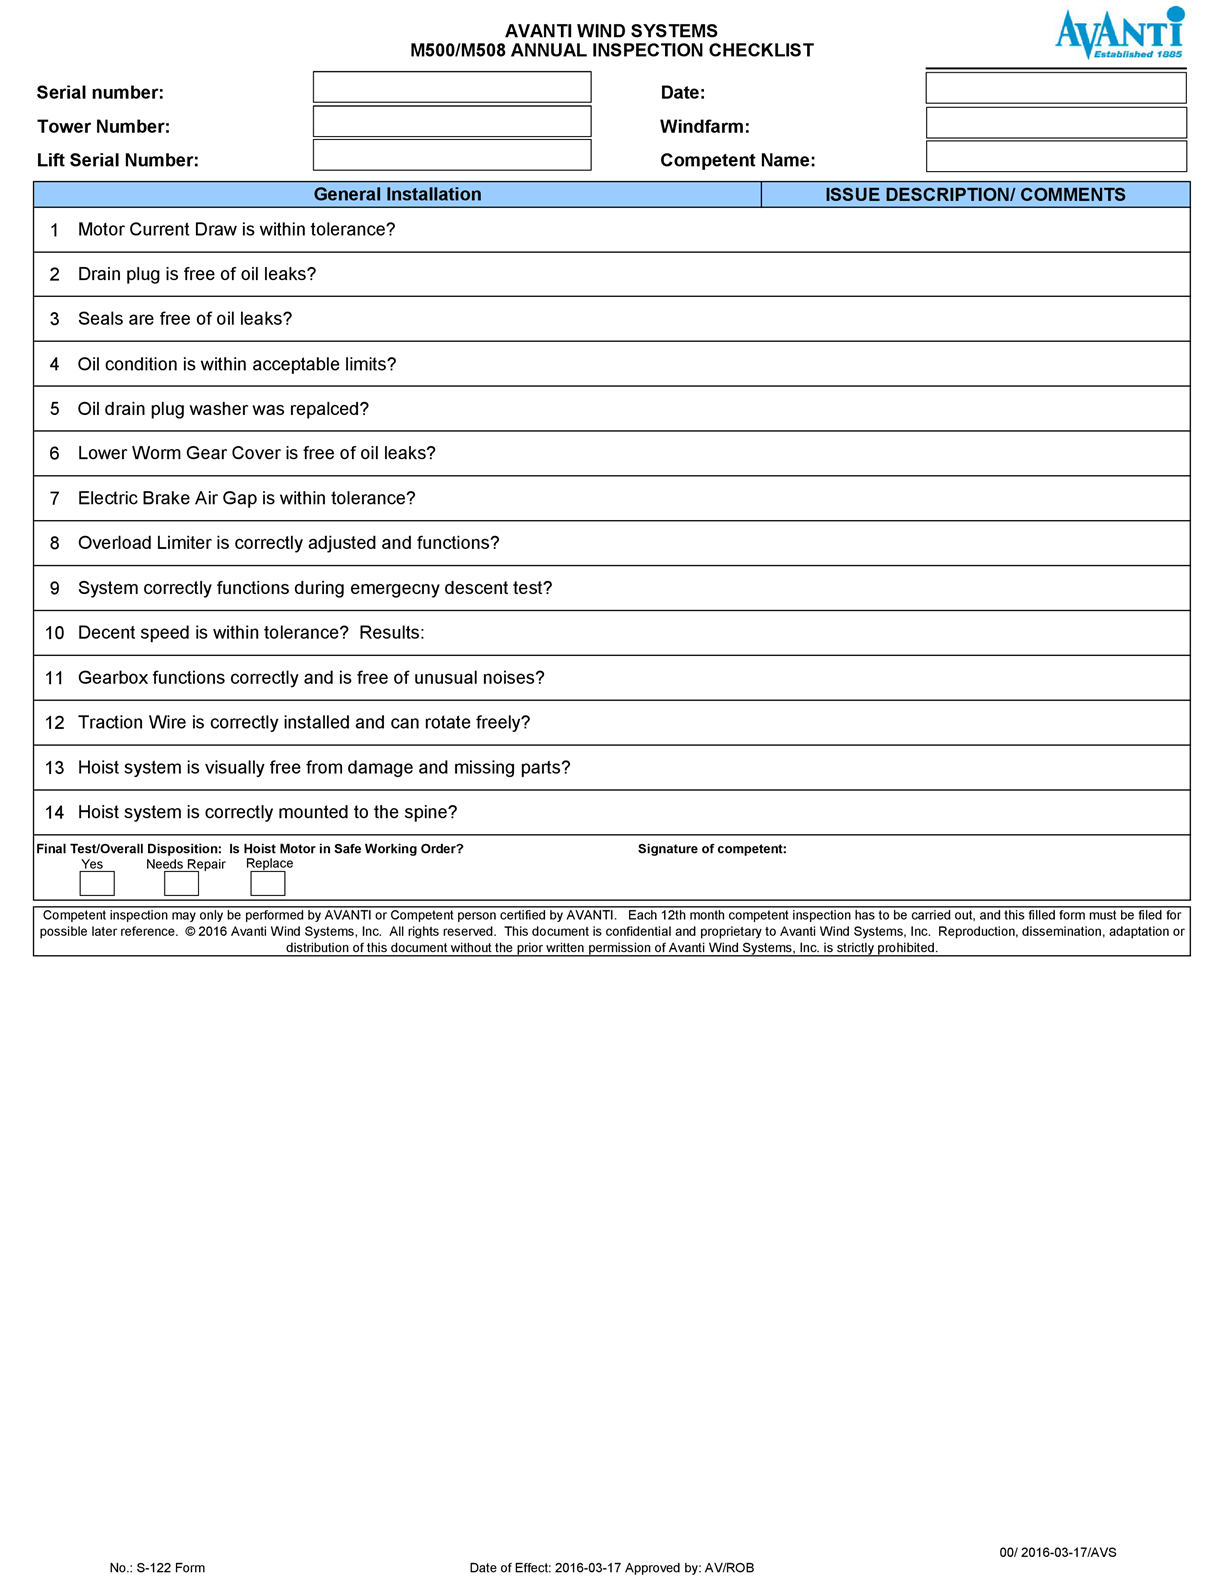 AVANTI WIND SYSTEMS
M500/M508 ANNUAL INSPECTION CHECKLIST
AVANTI
Established 1885
Serial number:
Date:
Tower Number:
Windfarm:
Lift Serial Number:
Competent Name:
General Installation
ISSUE DESCRIPTION/ COMMENTS
1 Motor Current Draw is within tolerance?
2 Drain plug is free of oil leaks?
3 Seals are free of oil leaks?
4 Oil condition is within acceptable limits?
5 Oil drain plug washer was repalced?
6 Lower Worm Gear Cover is free of oil leaks?
7 Electric Brake Air Gap is within tolerance?
8 Overload Limiter is correctly adjusted and functions?
9 System correctly functions during emergecny descent test?
10 Decent speed is within tolerance?  Results:
11 Gearbox functions correctly and is free of unusual noises?
12 Traction Wire is correctly installed and can rotate freely?
13 Hoist system is visually free from damage and missing parts?
14 Hoist system is correctly mounted to the spine?
Final Test/Overall Disposition:  Is Hoist Motor in Safe Working Order?
Signature of competent:
Yes Needs Repair Replace
Competent inspection may only be performed by AVANTI or Competent person certified by AVANTI.   Each 12th month competent inspection has to be carried out, and this filled form must be filed for
possible later reference.  © 2016 Avanti Wind Systems, Inc.  All rights reserved.  This document is confidential and proprietary to Avanti Wind Systems, Inc.  Reproduction, dissemination, adaptation or
distribution of this document without the prior written permission of Avanti Wind Systems, Inc. is strictly prohibited.
00/ 2016-03-17/AVS
No.: S-122 Form
Date of Effect: 2016-03-17 Approved by: AV/ROB